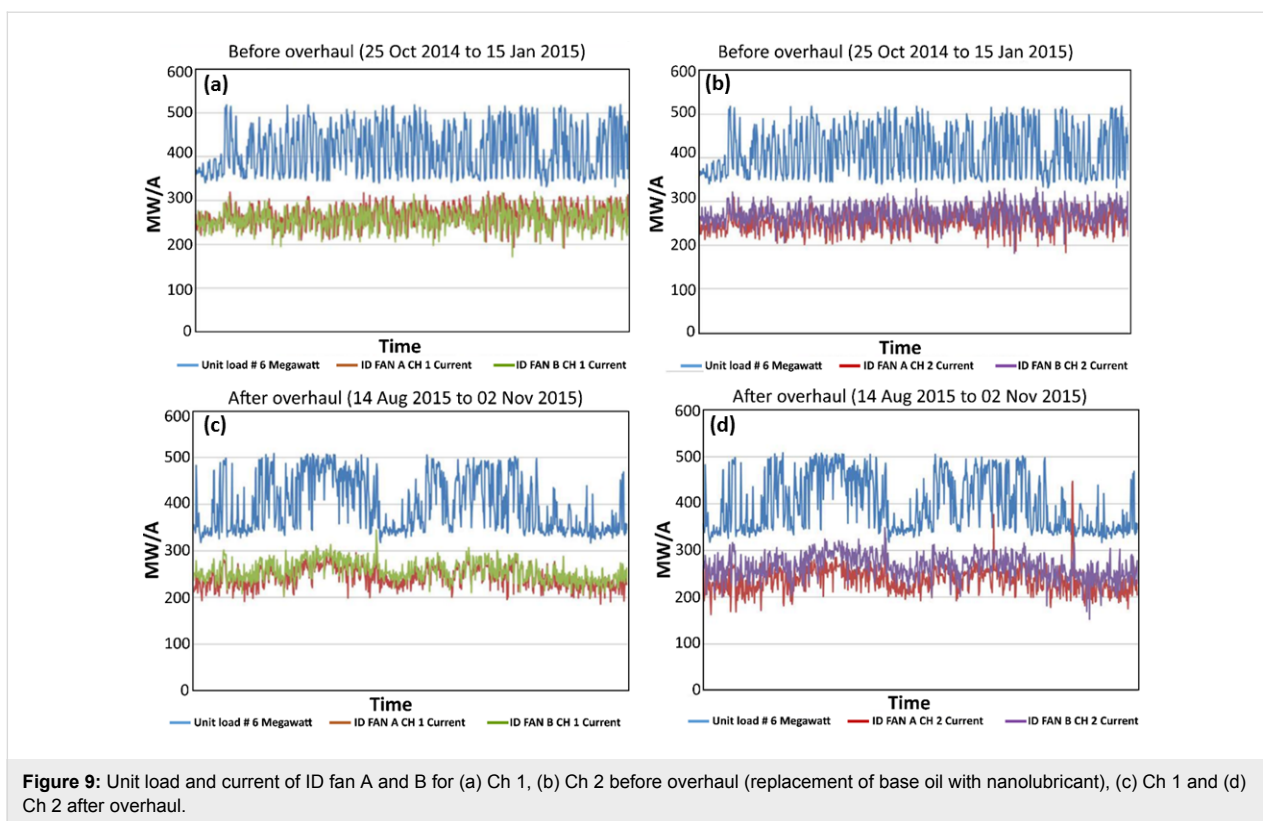 Before overhaul (25 Oct 2014 to 15 Jan 2015)
(a)
600
500
400
300
200
100
0
MW/A
Time
Unit load # 6 Megawatt ID FAN A CH 1 Current ID FAN B CH 1 Current
Before overhaul (25 Oct 2014 to 15 Jan 2015)
(b)
600
500
400
300
200
100
0
MW/A
Time
Unit load # 6 Megawatt ID FAN A CH 2 Current ID FAN B CH 2 Current
After overhaul (14 Aug 2015 to 02 Nov 2015)
(c)
600
500
400
300
200
100
0
MW/A
Time
Unit load # 6 Megawatt ID FAN A CH 1 Current ID FAN B CH 1 Current
After overhaul (14 Aug 2015 to 02 Nov 2015)
(d)
600
500
400
300
200
100
0
MW/A
Time
Unit load # 6 Megawatt ID FAN A CH 2 Current ID FAN B CH 2 Current
Figure 9: Unit load and current of ID fan A and B for (a) Ch 1, (b) Ch 2 before overhaul (replacement of base oil with nanolubricant), (c) Ch 1 and (d)
Ch 2 after overhaul.